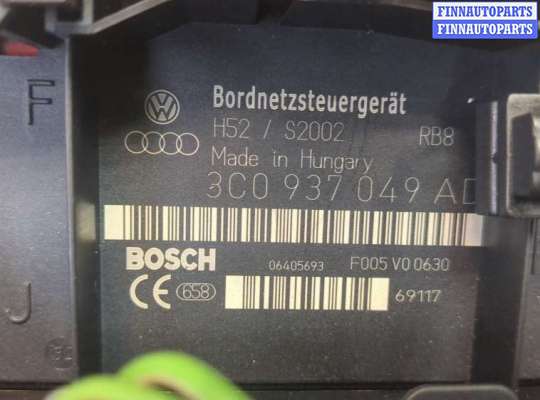 FINNAUTOPARTS
FINNAUTOPARTS
FINNAUTOPARTS
F
Bordnetzsteuergerät
H52 / S2002 RB8
Made in Hungary
3C0 937 049 AD
BOSCH 06405693 F005 V0 0630
CE 658 69117
J